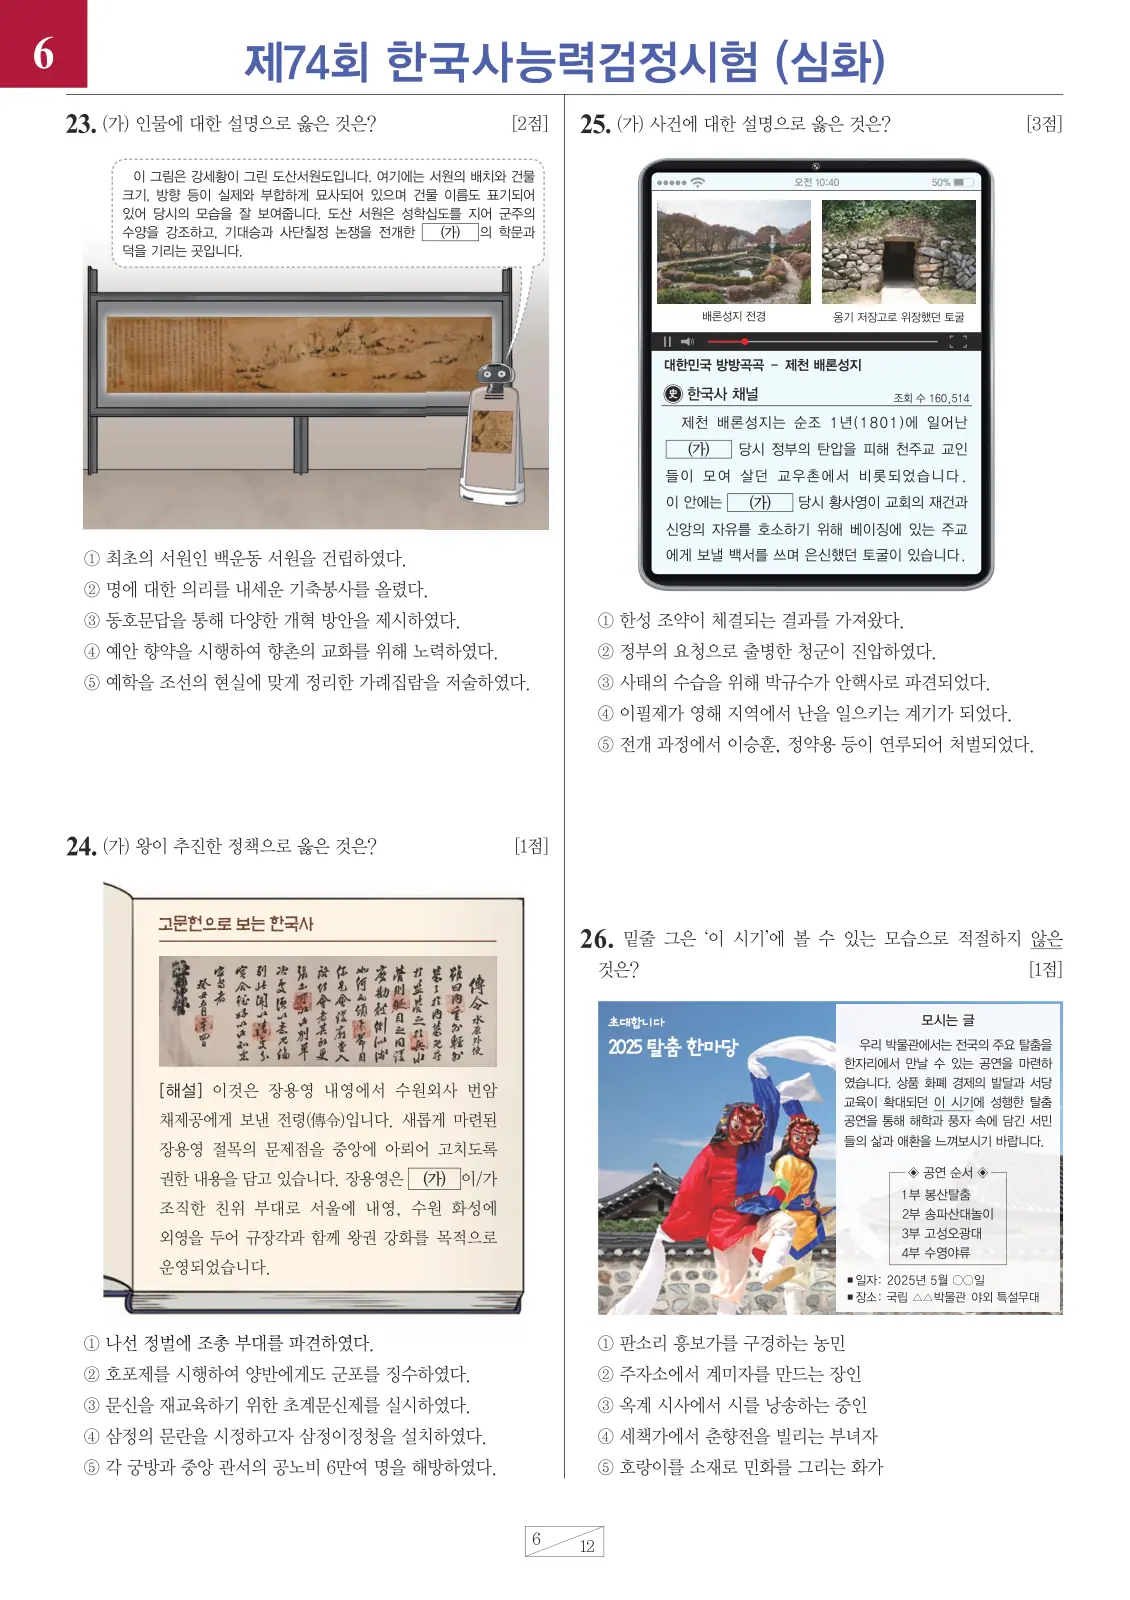 6
제74회 한국사능력검정시험 (심화)
23. (가) 인물에 대한 설명으로 옳은 것은? [2점]
이 그림은 강세황이 그린 도산서원도입니다. 여기에는 서원의 배치와 건물
크기, 방향 등이 실제와 부합하게 묘사되어 있으며 건물 이름도 표기되어
있어 당시의 모습을 잘 보여줍니다. 도산 서원은 성학십도를 지어 군주의
수양을 강조하고, 기대승과 사단칠정 논쟁을 전개한 (가) 의 학문과
덕을 기리는 곳입니다.
① 최초의 서원인 백운동 서원을 건립하였다.
② 명에 대한 의리를 내세운 기축봉사를 올렸다.
③ 동호문답을 통해 다양한 개혁 방안을 제시하였다.
④ 예안 향약을 시행하여 향촌의 교화를 위해 노력하였다.
⑤ 예학을 조선의 현실에 맞게 정리한 가례집람을 저술하였다.
24. (가) 왕이 추진한 정책으로 옳은 것은? [1점]
고문헌으로 보는 한국사
[해설] 이것은 장용영 내영에서 수원외사 번암
채제공에게 보낸 전령(傳令)입니다. 새롭게 마련된
장용영 절목의 문제점을 중앙에 아뢰어 고치도록
권한 내용을 담고 있습니다. 장용영은 (가) 이/가
조직한 친위 부대로 서울에 내영, 수원 화성에
외영을 두어 규장각과 함께 왕권 강화를 목적으로
운영되었습니다.
① 나선 정벌에 조총 부대를 파견하였다.
② 호포제를 시행하여 양반에게도 군포를 징수하였다.
③ 문신을 재교육하기 위한 초계문신제를 실시하였다.
④ 삼정의 문란을 시정하고자 삼정이정청을 설치하였다.
⑤ 각 궁방과 중앙 관서의 공노비 6만여 명을 해방하였다.
25. (가) 사건에 대한 설명으로 옳은 것은? [3점]
오전 10:40 50%
배론성지 전경 옹기 저장고로 위장했던 토굴
대한민국 방방곡곡 - 제천 배론성지
史 한국사 채널 조회 수 160,514
제천 배론성지는 순조 1년(1801)에 일어난
(가) 당시 정부의 탄압을 피해 천주교 교인
들이 모여 살던 교우촌에서 비롯되었습니다.
이 안에는 (가) 당시 황사영이 교회의 재건과
신앙의 자유를 호소하기 위해 베이징에 있는 주교
에게 보낼 백서를 쓰며 은신했던 토굴이 있습니다.
① 한성 조약이 체결되는 결과를 가져왔다.
② 정부의 요청으로 출병한 청군이 진압하였다.
③ 사태의 수습을 위해 박규수가 안핵사로 파견되었다.
④ 이필제가 영해 지역에서 난을 일으키는 계기가 되었다.
⑤ 전개 과정에서 이승훈, 정약용 등이 연루되어 처벌되었다.
26. 밑줄 그은 ‘이 시기’에 볼 수 있는 모습으로 적절하지 않은
것은? [1점]
초대합니다
2025 탈춤 한마당
모시는 글
우리 박물관에서는 전국의 주요 탈춤을
한자리에서 만날 수 있는 공연을 마련하
였습니다. 상품 화폐 경제의 발달과 서당
교육이 확대되던 이 시기에 성행한 탈춤
공연을 통해 해학과 풍자 속에 담긴 서민
들의 삶과 애환을 느껴보시기 바랍니다.
◈ 공연 순서 ◈
1부 봉산탈춤
2부 송파산대놀이
3부 고성오광대
4부 수영야류
■ 일자: 2025년 5월 ○○일
■ 장소: 국립 △△박물관 야외 특설무대
① 판소리 흥보가를 구경하는 농민
② 주자소에서 계미자를 만드는 장인
③ 옥계 시사에서 시를 낭송하는 중인
④ 세책가에서 춘향전을 빌리는 부녀자
⑤ 호랑이를 소재로 민화를 그리는 화가
6 12